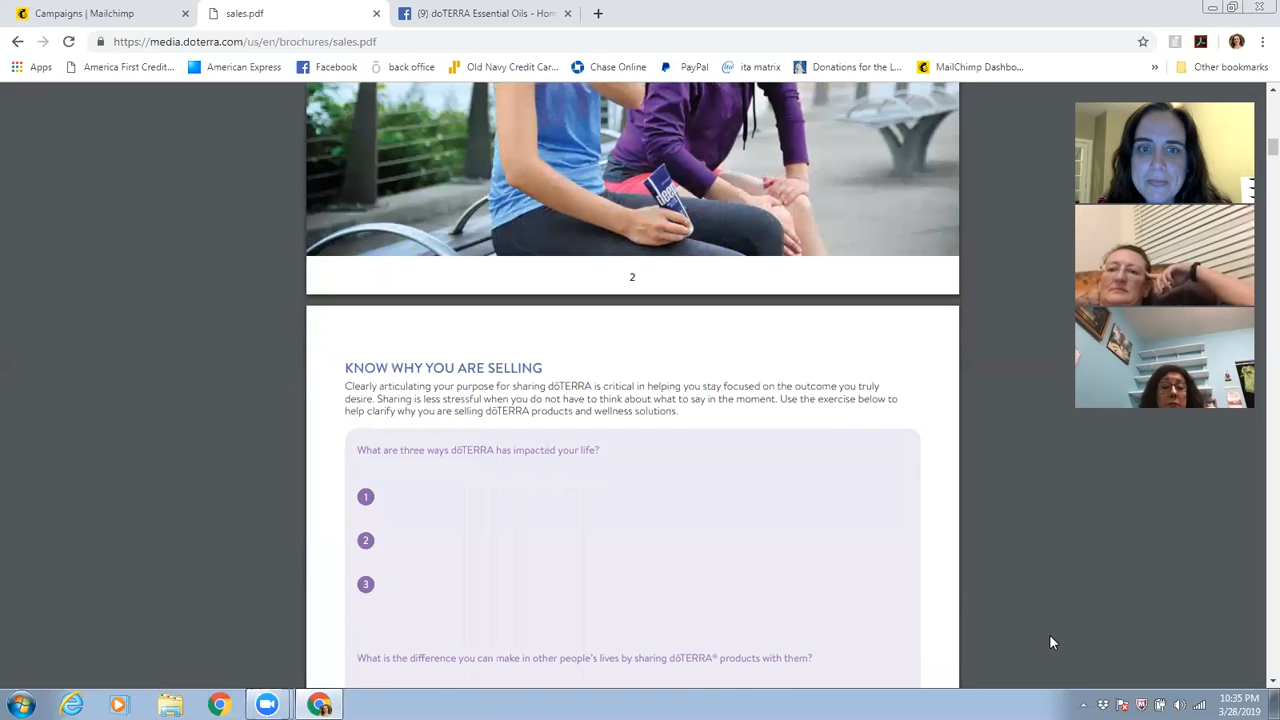 Campaigns | Mailchimp
sales.pdf
(9) doTERRA Essential Oils - Hom
https://media.doterra.com/us/en/brochures/sales.pdf
Apps
America First Credit...
American Express
Facebook
back office
Old Navy Credit Car...
Chase Online
PayPal
ita matrix
Donations for the L...
MailChimp Dashbo...
»
Other bookmarks
deep
2
KNOW WHY YOU ARE SELLING
Clearly articulating your purpose for sharing dōTERRA is critical in helping you stay focused on the outcome you truly
desire. Sharing is less stressful when you do not have to think about what to say in the moment. Use the exercise below to
help clarify why you are selling dōTERRA products and wellness solutions.
What are three ways dōTERRA has impacted your life?
1
2
3
What is the difference you can make in other people's lives by sharing dōTERRA® products with them?
10:35 PM
3/28/2019